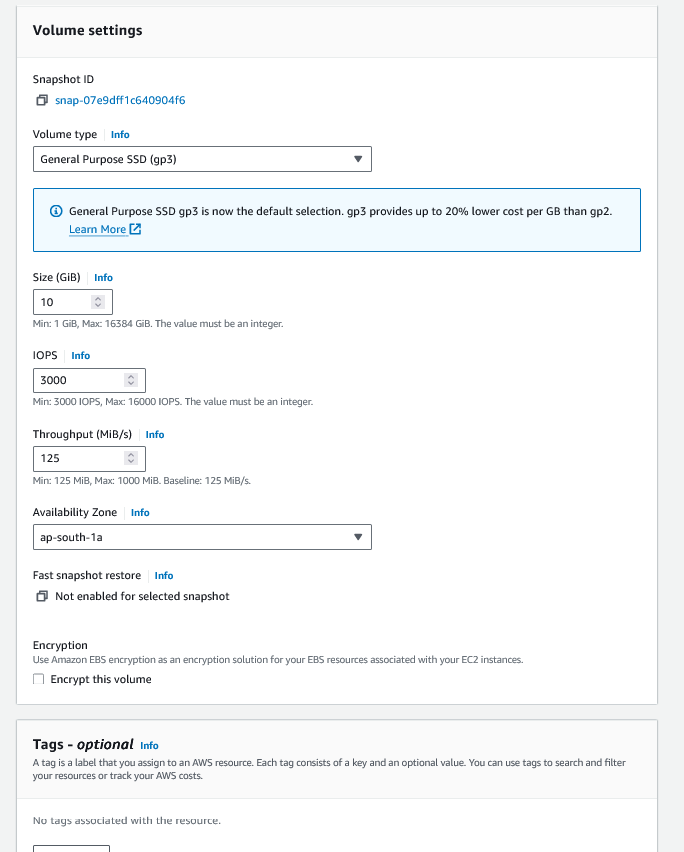 Volume settings
Snapshot ID
snap-07e9dff1c640904f6
Volume type Info
General Purpose SSD (gp3)
General Purpose SSD gp3 is now the default selection. gp3 provides up to 20% lower cost per GB than gp2.
Learn More
Size (GiB) Info
10
Min: 1 GiB, Max: 16384 GiB. The value must be an integer.
IOPS Info
3000
Min: 3000 IOPS, Max: 16000 IOPS. The value must be an integer.
Throughput (MiB/s) Info
125
Min: 125 MiB, Max: 1000 MiB. Baseline: 125 MiB/s.
Availability Zone Info
ap-south-1a
Fast snapshot restore Info
Not enabled for selected snapshot
Encryption
Use Amazon EBS encryption as an encryption solution for your EBS resources associated with your EC2 instances.
Encrypt this volume
Tags - optional Info
A tag is a label that you assign to an AWS resource. Each tag consists of a key and an optional value. You can use tags to search and filter
your resources or track your AWS costs.
No tags associated with the resource.